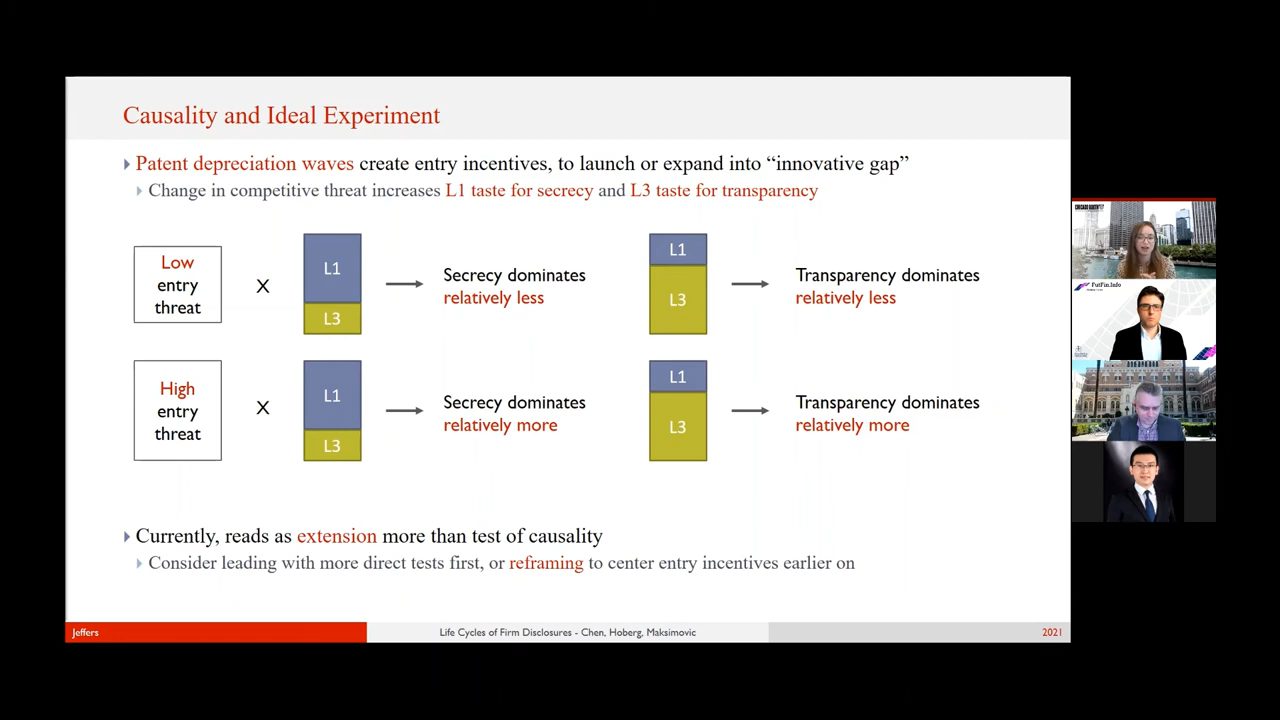 Causality and Ideal Experiment
Patent depreciation waves create entry incentives, to launch or expand into “innovative gap”
Change in competitive threat increases L1 taste for secrecy and L3 taste for transparency
Low
entry
threat
X
L1
L3
Secrecy dominates
relatively less
L1
L3
Transparency dominates
relatively less
High
entry
threat
X
L1
L3
Secrecy dominates
relatively more
L1
L3
Transparency dominates
relatively more
Currently, reads as extension more than test of causality
Consider leading with more direct tests first, or reframing to center entry incentives earlier on
Jeffers
Life Cycles of Firm Disclosures - Chen, Hoberg, Maksimovic
2021
CHICAGO BOOTH
FutFin.Info